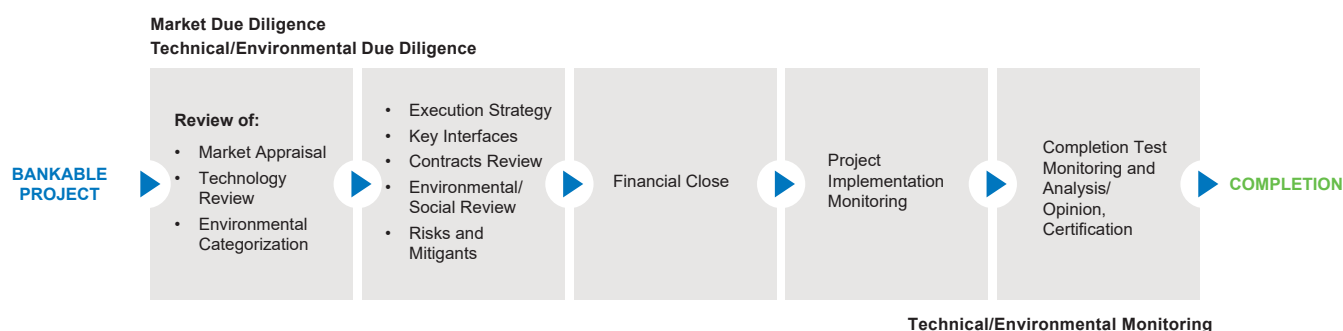 Market Due Diligence
Technical/Environmental Due Diligence
BANKABLE
PROJECT
Review of:
• Market Appraisal
• Technology
Review
• Environmental
Categorization
• Execution Strategy
• Key Interfaces
• Contracts Review
• Environmental/
Social Review
• Risks and
Mitigants
Financial Close
Project
Implementation
Monitoring
Completion Test
Monitoring and
Analysis/
Opinion,
Certification
COMPLETION
Technical/Environmental Monitoring